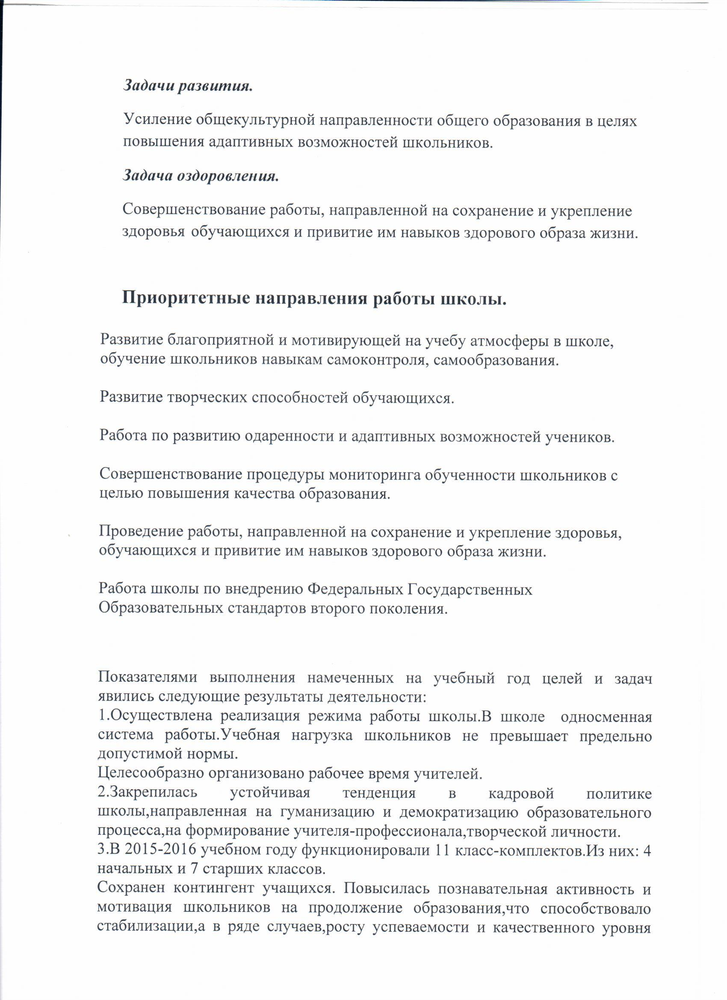 Задачи развития.
Усиление общекультурной направленности общего образования в целях
повышения адаптивных возможностей школьников.
Задача оздоровления.
Совершенствование работы, направленной на сохранение и укрепление
здоровья обучающихся и привитие им навыков здорового образа жизни.
Приоритетные направления работы школы.
Развитие благоприятной и мотивирующей на учебу атмосферы в школе,
обучение школьников навыкам самоконтроля, самообразования.
Развитие творческих способностей обучающихся.
Работа по развитию одаренности и адаптивных возможностей учеников.
Совершенствование процедуры мониторинга обученности школьников с
целью повышения качества образования.
Проведение работы, направленной на сохранение и укрепление здоровья,
обучающихся и привитие им навыков здорового образа жизни.
Работа школы по внедрению Федеральных Государственных
Образовательных стандартов второго поколения.
Показателями выполнения намеченных на учебный год целей и задач
явились следующие результаты деятельности:
1.Осуществлена реализация режима работы школы.В школе односменная
система работы.Учебная нагрузка школьников не превышает предельно
допустимой нормы.
Целесообразно организовано рабочее время учителей.
2.Закрепилась устойчивая тенденция в кадровой политике
школы,направленная на гуманизацию и демократизацию образовательного
процесса,на формирование учителя-профессионала,творческой личности.
3.В 2015-2016 учебном году функционировали 11 класс-комплектов.Из них: 4
начальных и 7 старших классов.
Сохранен контингент учащихся. Повысилась познавательная активность и
мотивация школьников на продолжение образования,что способствовало
стабилизации,а в ряде случаев,росту успеваемости и качественного уровня